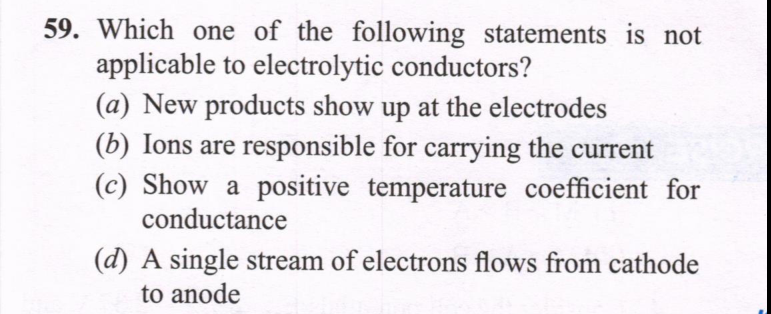 59. Which one of the following statements is not
applicable to electrolytic conductors?
(a) New products show up at the electrodes
(b) Ions are responsible for carrying the current
(c) Show a positive temperature coefficient for
conductance
(d) A single stream of electrons flows from cathode
to anode